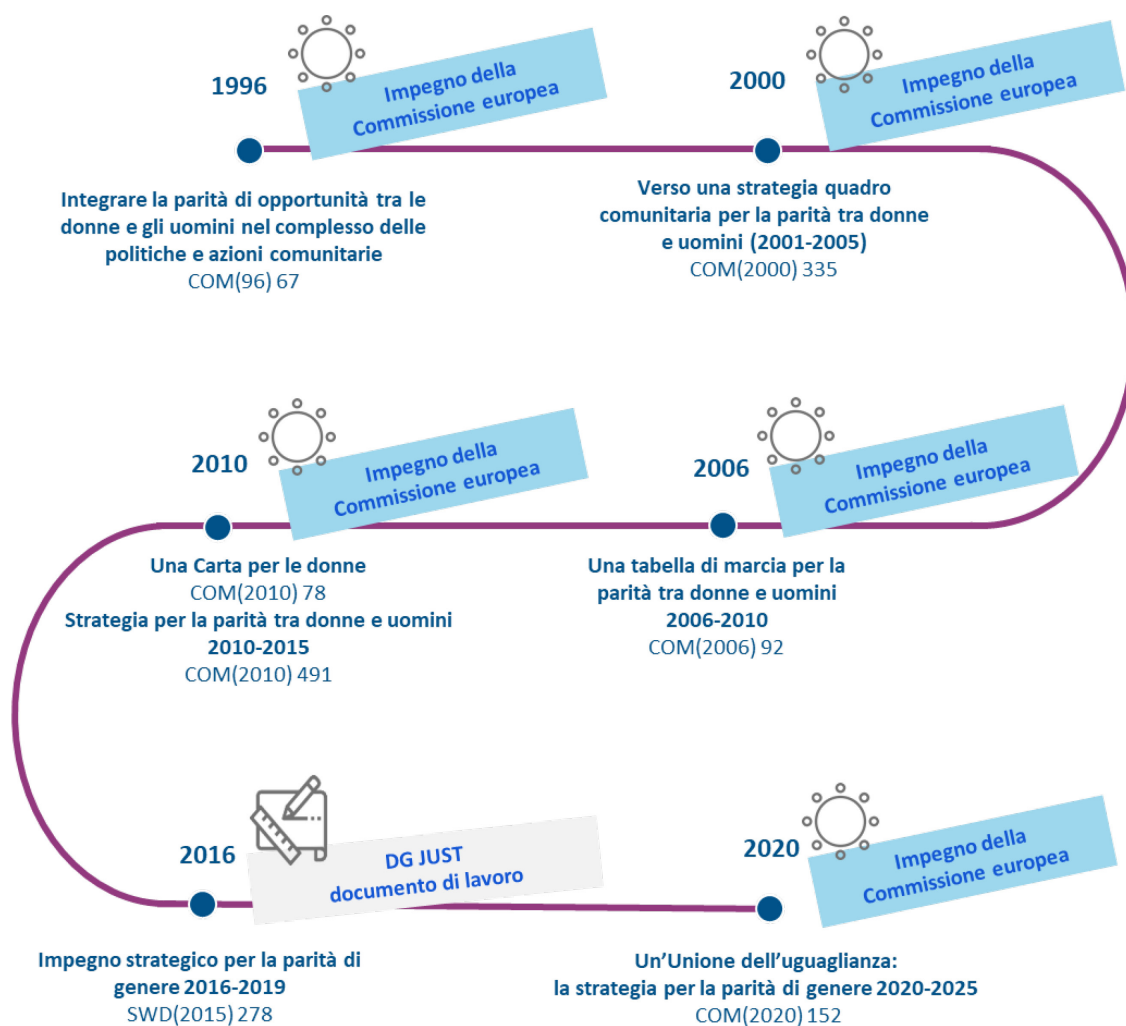 1996
Impegno della
Commissione europea
Integrare la parità di opportunità tra le
donne e gli uomini nel complesso delle
politiche e azioni comunitarie
COM(96) 67
2000
Impegno della
Commissione europea
Verso una strategia quadro
comunitaria per la parità tra donne
e uomini (2001-2005)
COM(2000) 335
2006
Impegno della
Commissione europea
Una tabella di marcia per la
parità tra donne e uomini
2006-2010
COM(2006) 92
2010
Impegno della
Commissione europea
Una Carta per le donne
COM(2010) 78
Strategia per la parità tra donne e uomini
2010-2015
COM(2010) 491
2016
DG JUST
documento di lavoro
Impegno strategico per la parità di
genere 2016-2019
SWD(2015) 278
2020
Impegno della
Commissione europea
Un’Unione dell’uguaglianza:
la strategia per la parità di genere 2020-2025
COM(2020) 152